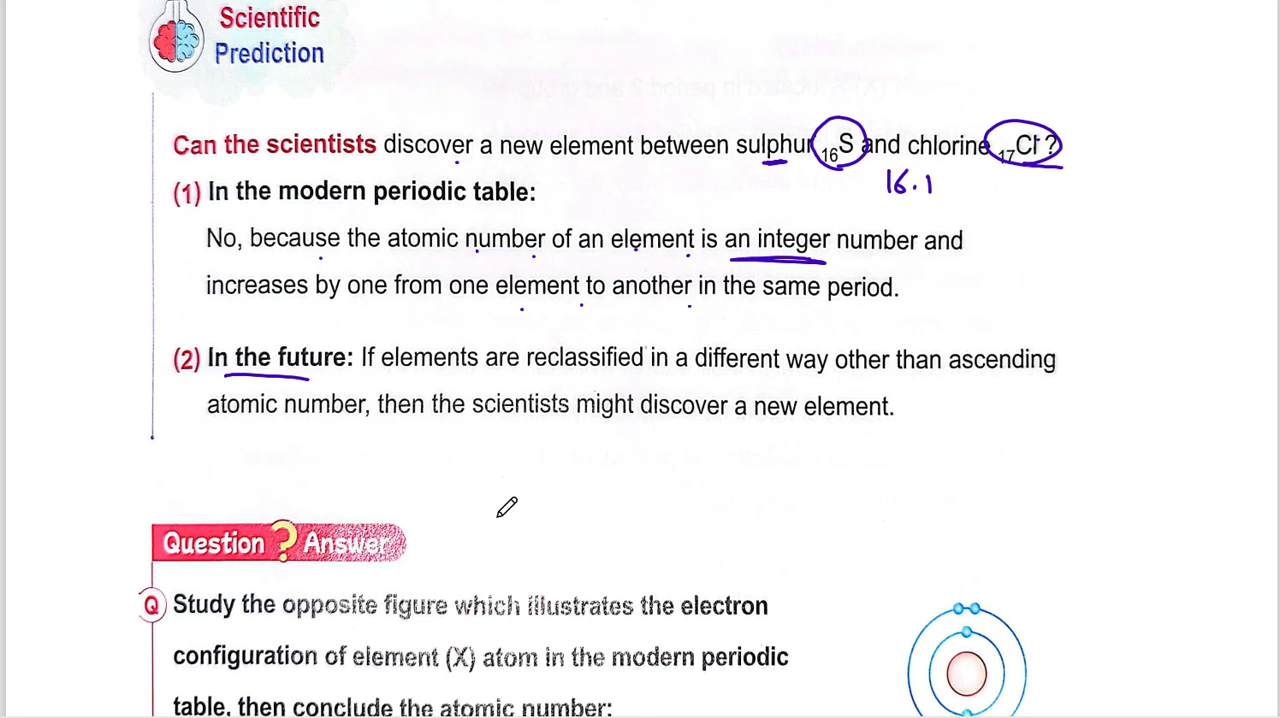 Scientific
Prediction
Can the scientists discover a new element between sulphur ₁₆S and chlorine ₁₇Cl ?
16.1
(1) In the modern periodic table:
No, because the atomic number of an element is an integer number and
increases by one from one element to another in the same period.
(2) In the future: If elements are reclassified in a different way other than ascending
atomic number, then the scientists might discover a new element.
Question ? Answer
Q Study the opposite figure which illustrates the electron
configuration of element (X) atom in the modern periodic
table, then conclude the atomic number: